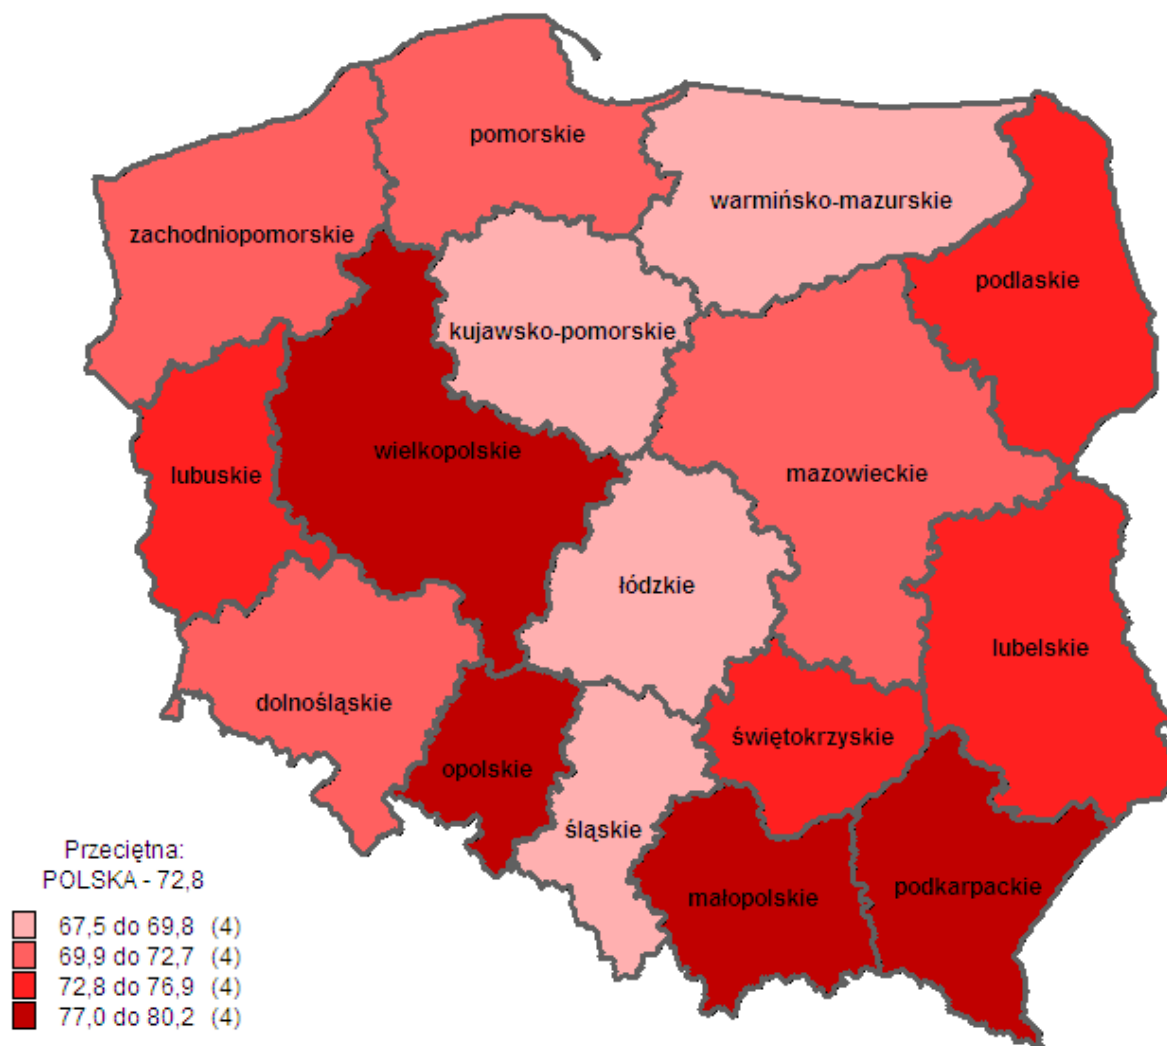 pomorskie
warmińsko-mazurskie
zachodniopomorskie
podlaskie
kujawsko-pomorskie
wielkopolskie
lubuskie
mazowieckie
łódzkie
lubelskie
dolnośląskie
świętokrzyskie
opolskie
śląskie
małopolskie
podkarpackie
Przeciętna:
POLSKA - 72,8
67,5 do 69,8 (4)
69,9 do 72,7 (4)
72,8 do 76,9 (4)
77,0 do 80,2 (4)